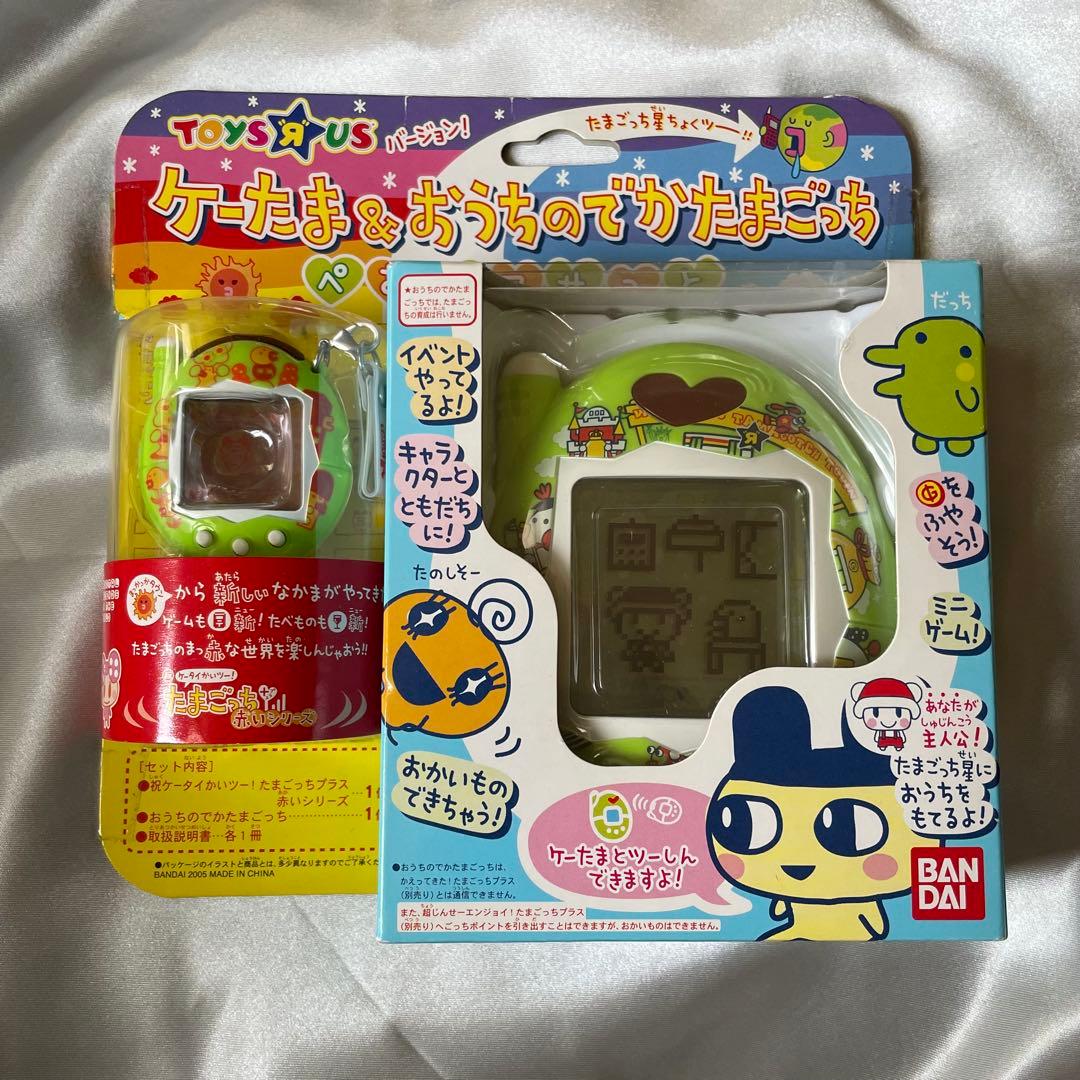 TOYS"R"US バージョン!
たまごっち星ちょくツー!!
ケーたま&おうちのでかたまごっち
ぺ
★おうちのでかたま
ごっちでは、たまごっ
ちの育成は行いません。
イベント
やって
るよ!
キャラ
クターと
ともだち
に!
たのしそー
おかいもの
できちゃう!
だっち
を
ふや
そう!
ミニ
ゲーム!
あなたが
主人公!
たまごっち星に
おうちを
もてるよ!
ケーたまとツーしん
できますよ!
BAN
DAI
●おうちのでかたまごっちは、
かえってきた!たまごっちプラス
(別売り)とは通信できません。
また、超じんせーエンジョイ!たまごっちプラス
(別売り)へごっちポイントを引き出すことはできますが、おかいものはできません。
から新しいなかまがやってき
ゲームも新!たべものも新!
たまごっちのまっ赤な世界を楽しんじゃおう!!
ケータイかいツー!
たまごっち
赤いシリーズ
[セット内容]
●祝ケータイかいツー!たまごっちプラス
赤いシリーズ…1
●おうちのでかたまごっち…1
●取扱説明書…各1冊
●パッケージのイラストと商品とは、多少異なりますのでご了承くだ
BANDAI 2005 MADE IN CHINA